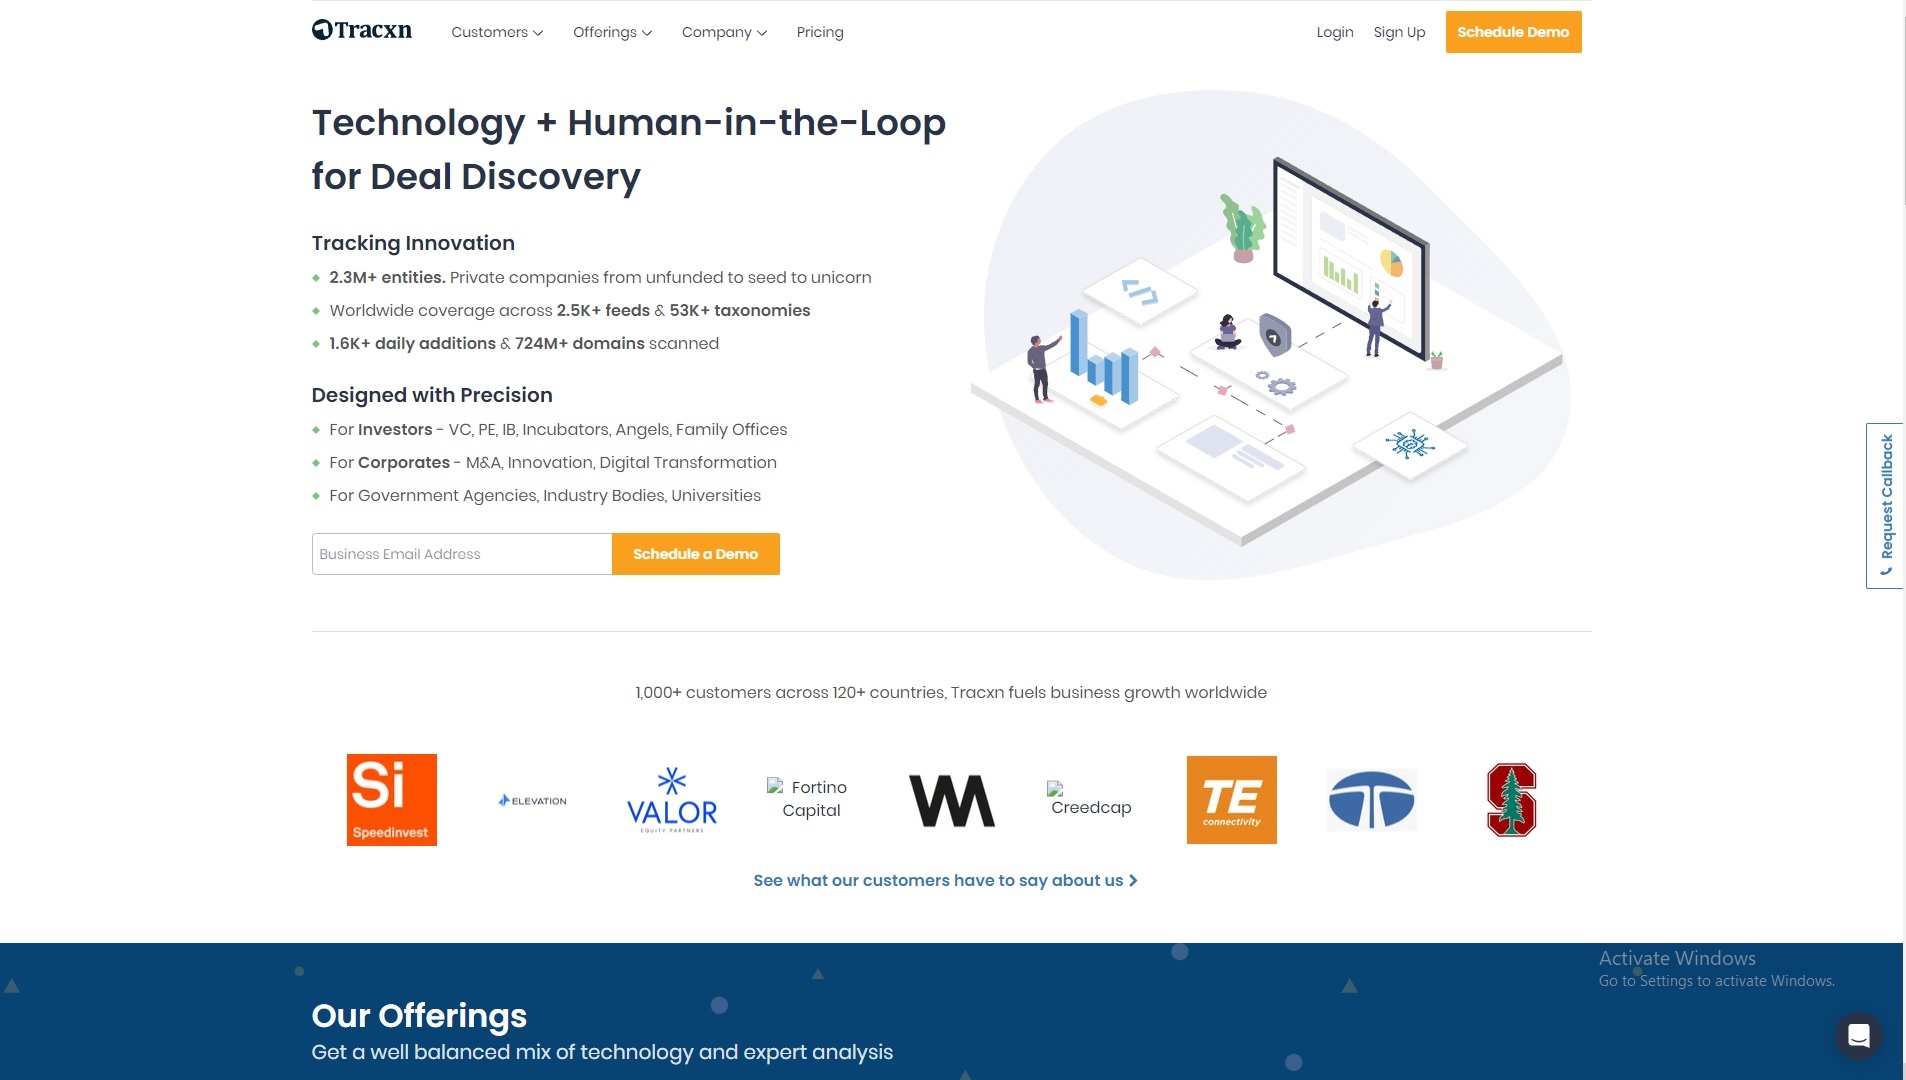 Tracxn
Customers
Offerings
Company
Pricing
Login
Sign Up
Schedule Demo
Technology + Human-in-the-Loop
for Deal Discovery
Tracking Innovation
2.3M+ entities. Private companies from unfunded to seed to unicorn
Worldwide coverage across 2.5K+ feeds & 53K+ taxonomies
1.6K+ daily additions & 724M+ domains scanned
Designed with Precision
For Investors - VC, PE, IB, Incubators, Angels, Family Offices
For Corporates - M&A, Innovation, Digital Transformation
For Government Agencies, Industry Bodies, Universities
Business Email Address
Schedule a Demo
</>
Request Callback
1,000+ customers across 120+ countries, Tracxn fuels business growth worldwide
Si
Speedinvest
ELEVATION
VALOR
EQUITY PARTNERS
Fortino
Capital
Creedcap
TE
connectivity
S
See what our customers have to say about us
Activate Windows
Go to Settings to activate Windows.
Our Offerings
Get a well balanced mix of technology and expert analysis